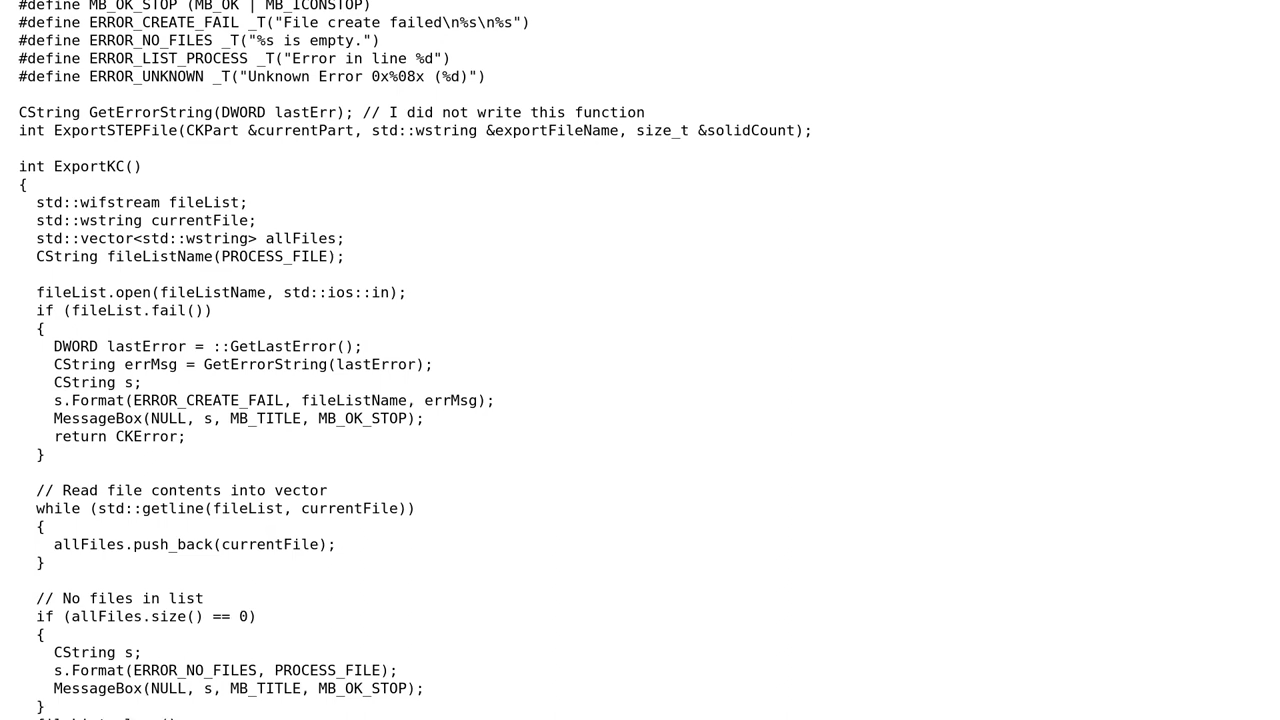 #define MB_OK_STOP (MB_OK | MB_ICONSTOP)
#define ERROR_CREATE_FAIL _T("File create failed\n%s\n%s")
#define ERROR_NO_FILES _T("%s is empty.")
#define ERROR_LIST_PROCESS _T("Error in line %d")
#define ERROR_UNKNOWN _T("Unknown Error 0x%08x (%d)")

CString GetErrorString(DWORD lastErr); // I did not write this function
int ExportSTEPFile(CKPart &currentPart, std::wstring &exportFileName, size_t &solidCount);

int ExportKC()
{
  std::wifstream fileList;
  std::wstring currentFile;
  std::vector<std::wstring> allFiles;
  CString fileListName(PROCESS_FILE);

  fileList.open(fileListName, std::ios::in);
  if (fileList.fail())
  {
    DWORD lastError = ::GetLastError();
    CString errMsg = GetErrorString(lastError);
    CString s;
    s.Format(ERROR_CREATE_FAIL, fileListName, errMsg);
    MessageBox(NULL, s, MB_TITLE, MB_OK_STOP);
    return CKError;
  }

  // Read file contents into vector
  while (std::getline(fileList, currentFile))
  {
    allFiles.push_back(currentFile);
  }

  // No files in list
  if (allFiles.size() == 0)
  {
    CString s;
    s.Format(ERROR_NO_FILES, PROCESS_FILE);
    MessageBox(NULL, s, MB_TITLE, MB_OK_STOP);
  }